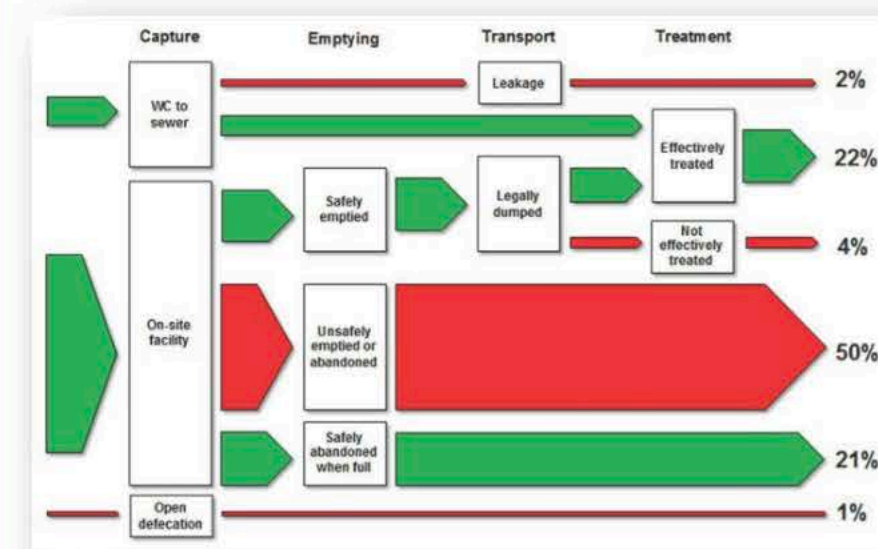 Capture
Emptying
Transport
Treatment
WC to
sewer
Leakage
2%
Effectively
treated
22%
Safely
emptied
Legally
dumped
Not
effectively
treated
4%
On-site
facility
Unsafely
emptied or
abandoned
50%
Safely
abandoned
when full
21%
Open
defecation
1%